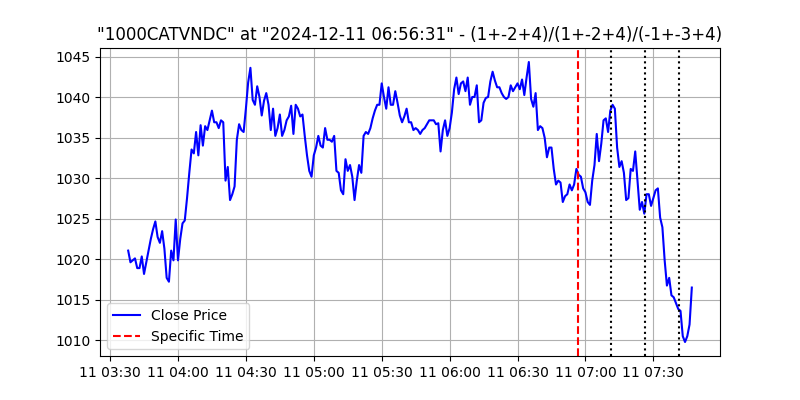 "1000CATVNDC" at "2024-12-11 06:56:31" - (1+-2+4)/(1+-2+4)/(-1+-3+4)
1045
1040
1035
1030
1025
1020
1015
1010
Close Price
Specific Time
11 03:30 11 04:00 11 04:30 11 05:00 11 05:30 11 06:00 11 06:30 11 07:00 11 07:30